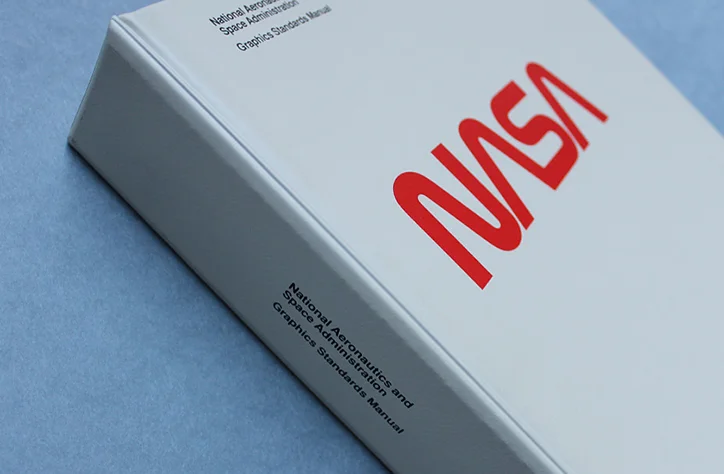 National Aeronautics and
Space Administration
Graphics Standards Manual
NASA
National Aeronautics and
Space Administration
Graphics Standards Manual